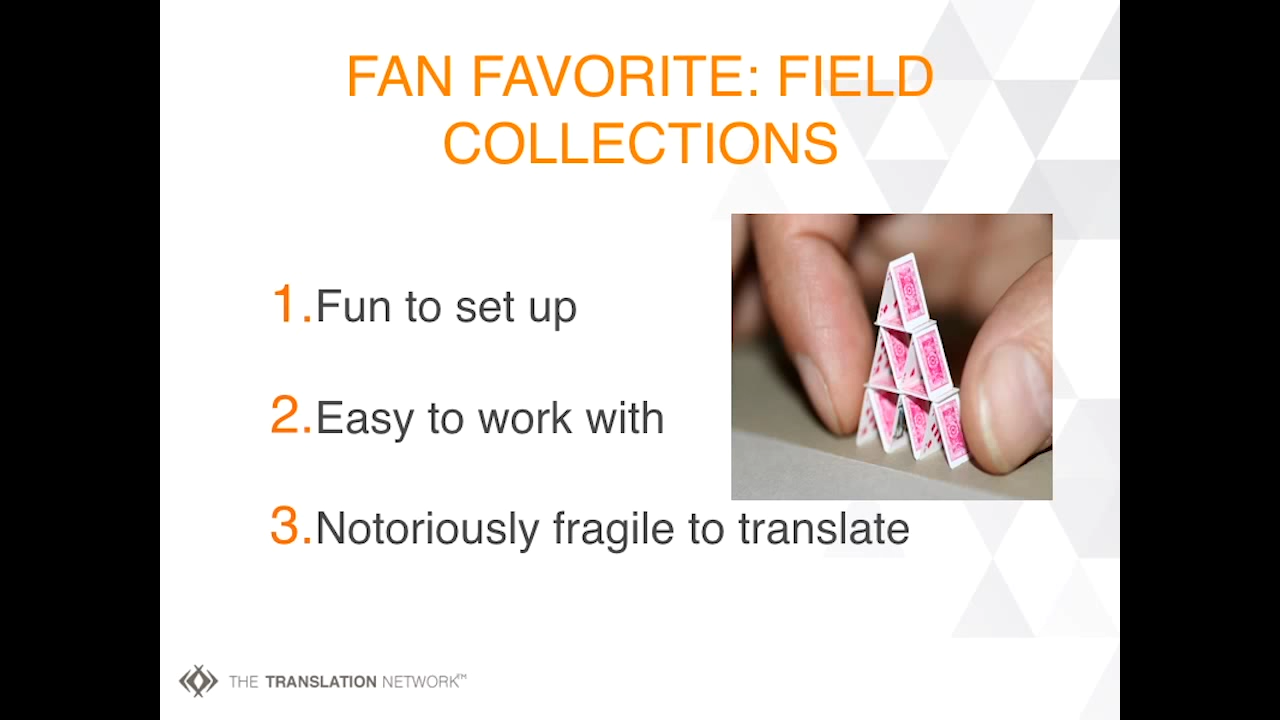 FAN FAVORITE: FIELD
COLLECTIONS
1.Fun to set up
2.Easy to work with
3.Notoriously fragile to translate
THE TRANSLATION NETWORK™